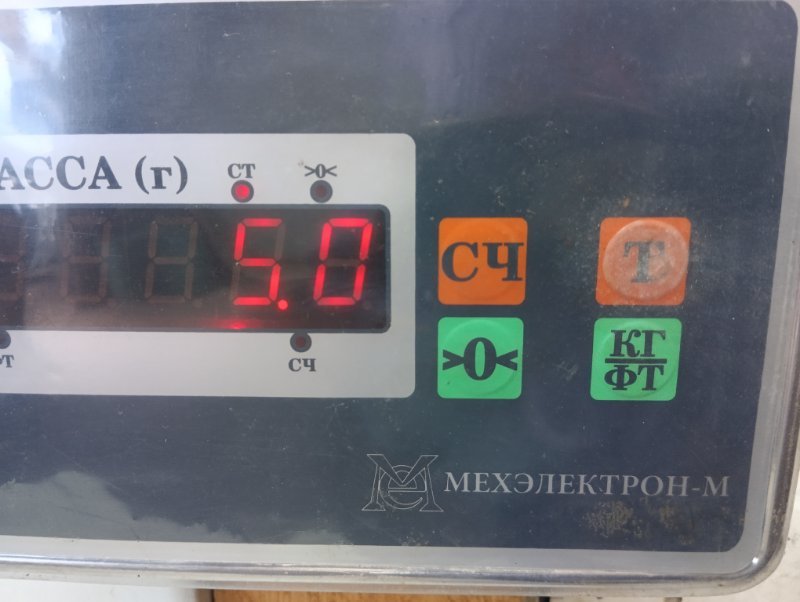 АССА (г)
СТ >0<
5.0
СЧ
СЧ Т
>0< КГ
ФТ
МЕХЭЛЕКТРОН-М